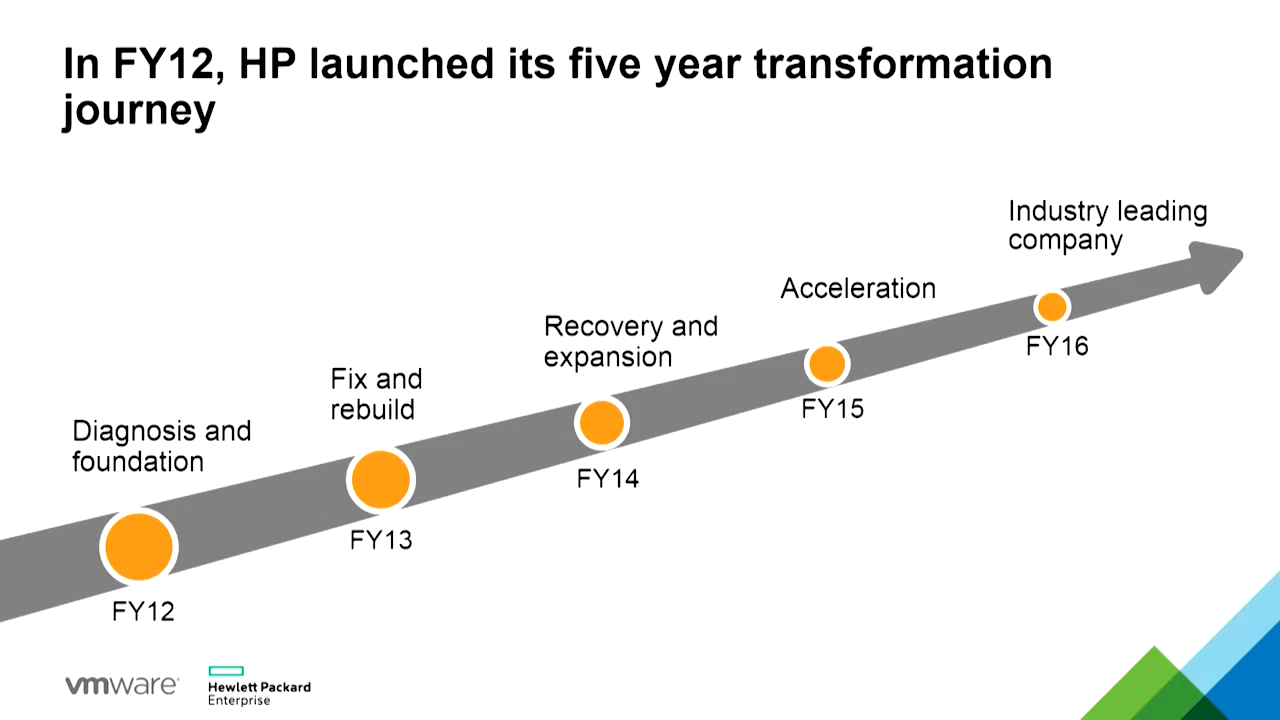 In FY12, HP launched its five year transformation
journey
Industry leading
company
Acceleration
Recovery and
expansion
Fix and
rebuild
Diagnosis and
foundation
FY16
FY15
FY14
FY13
FY12
vmware
Hewlett Packard
Enterprise